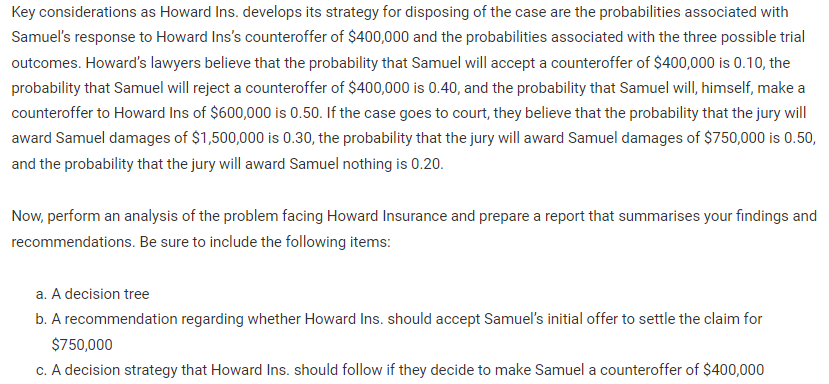 Key considerations as Howard Ins. develops its strategy for disposing of the case are the probabilities associated with
Samuel's response to Howard Ins's counteroffer of $400,000 and the probabilities associated with the three possible trial
outcomes. Howard's lawyers believe that the probability that Samuel will accept a counteroffer of $400,000 is 0.10, the
probability that Samuel will reject a counteroffer of $400,000 is 0.40, and the probability that Samuel will, himself, make a
counteroffer to Howard Ins of $600,000 is 0.50. If the case goes to court, they believe that the probability that the jury will
award Samuel damages of $1,500,000 is 0.30, the probability that the jury will award Samuel damages of $750,000 is 0.50,
and the probability that the jury will award Samuel nothing is 0.20.
Now, perform an analysis of the problem facing Howard Insurance and prepare a report that summarises your findings and
recommendations. Be sure to include the following items:
a. A decision tree
b. A recommendation regarding whether Howard Ins. should accept Samuel's initial offer to settle the claim for
$750,000
c. A decision strategy that Howard Ins. should follow if they decide to make Samuel a counteroffer of $400,000